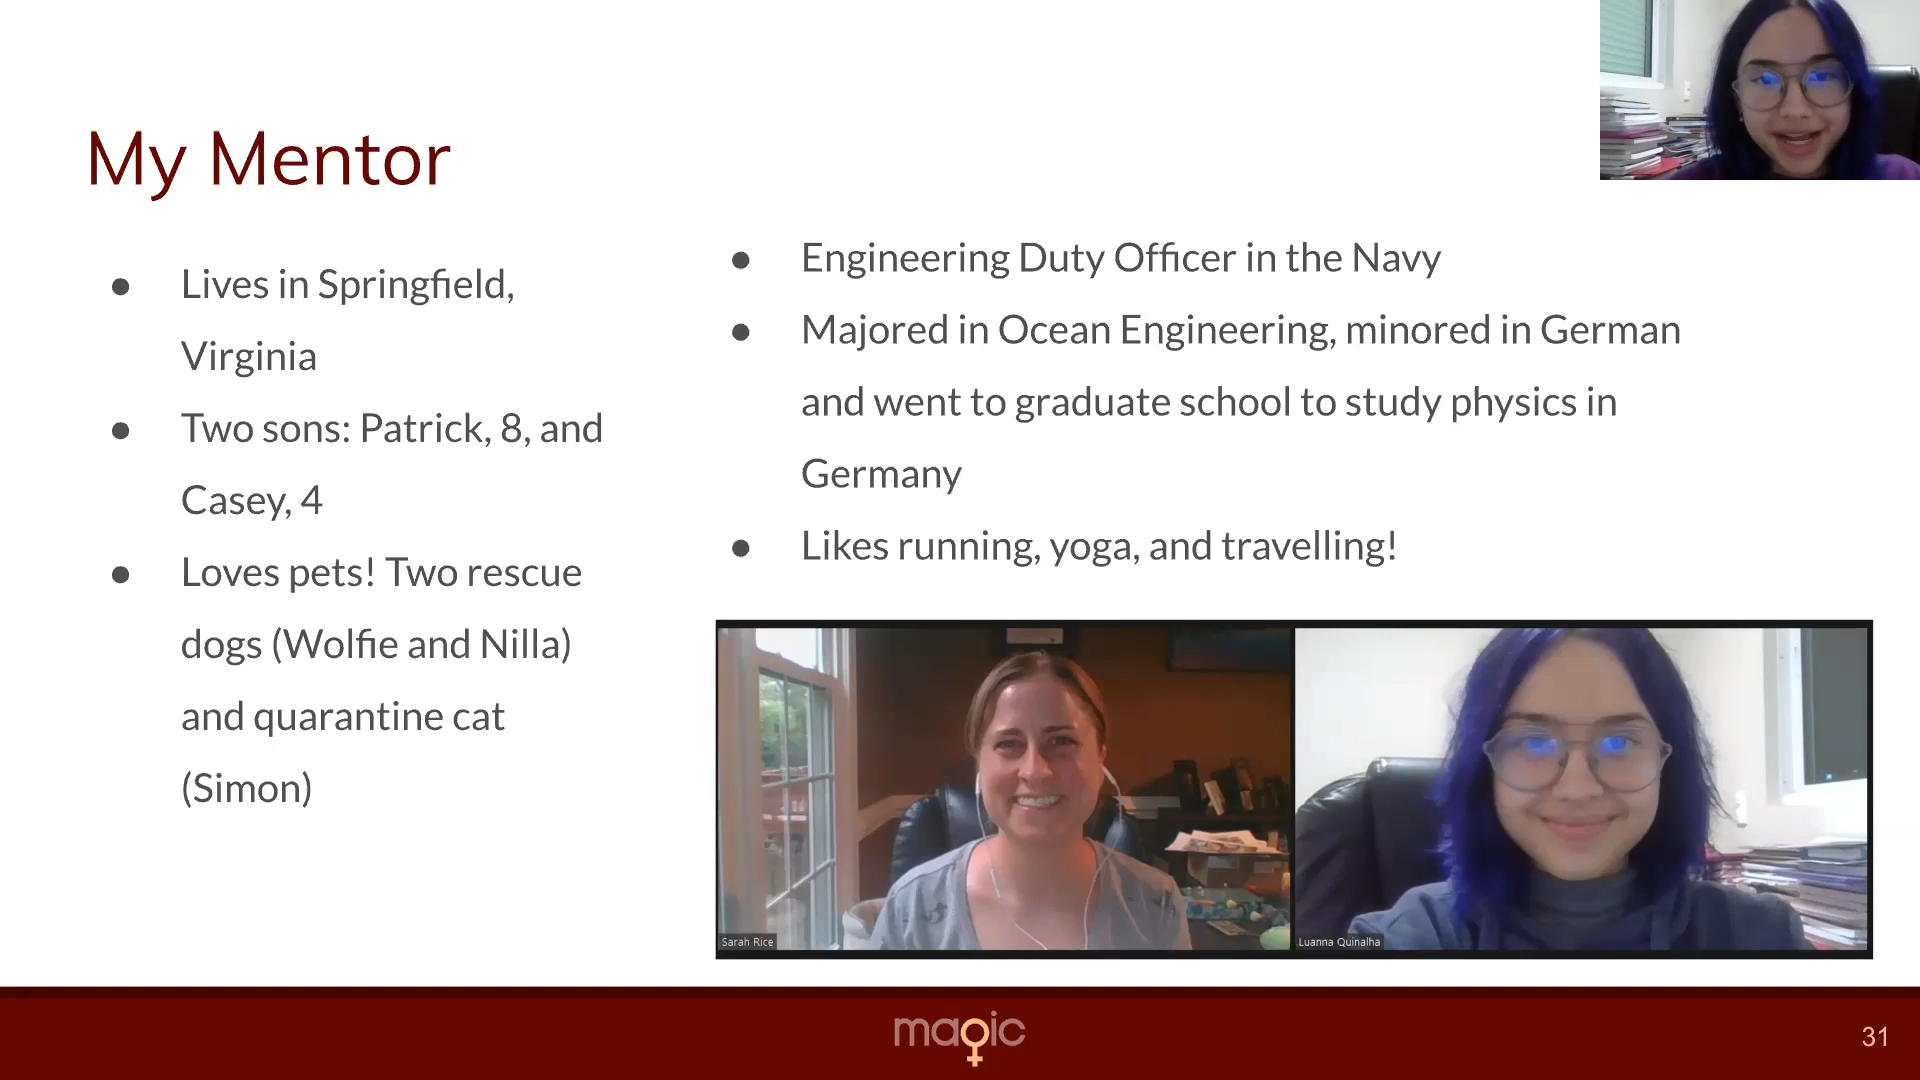 My Mentor
● Lives in Springfield,
Virginia
● Two sons: Patrick, 8, and
Casey, 4
● Loves pets! Two rescue
dogs (Wolfie and Nilla)
and quarantine cat
(Simon)
● Engineering Duty Officer in the Navy
● Majored in Ocean Engineering, minored in German
and went to graduate school to study physics in
Germany
● Likes running, yoga, and travelling!
Sarah Rice
Luanna Quinalha
magic
31